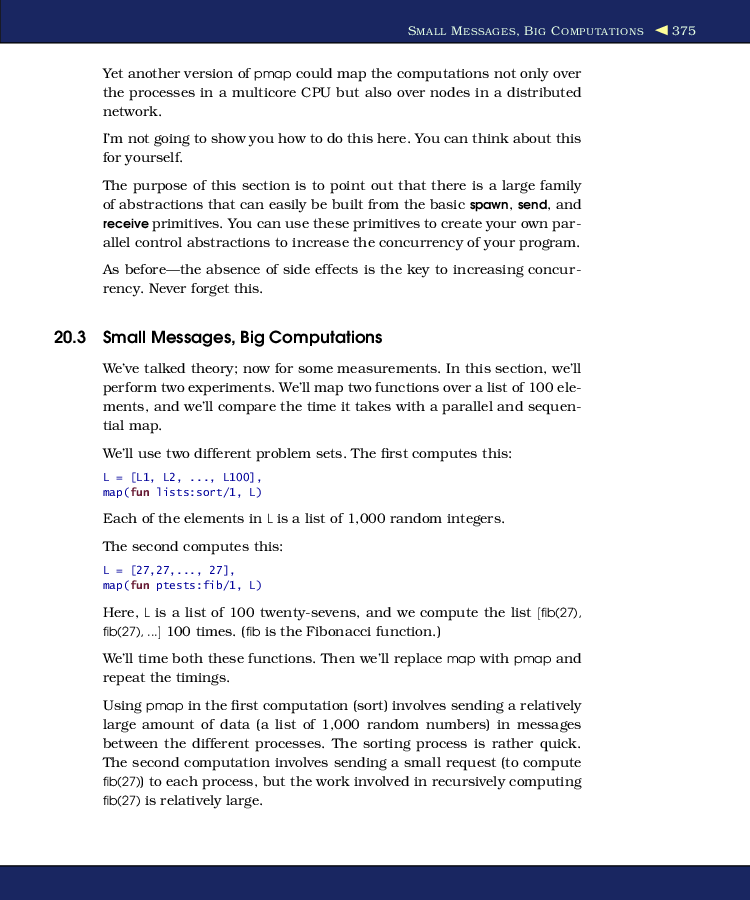 SMALL MESSAGES, BIG COMPUTATIONS ◀ 375
Yet another version of pmap could map the computations not only over
the processes in a multicore CPU but also over nodes in a distributed
network.
I'm not going to show you how to do this here. You can think about this
for yourself.
The purpose of this section is to point out that there is a large family
of abstractions that can easily be built from the basic spawn, send, and
receive primitives. You can use these primitives to create your own par-
allel control abstractions to increase the concurrency of your program.
As before—the absence of side effects is the key to increasing concur-
rency. Never forget this.
20.3 Small Messages, Big Computations
We've talked theory; now for some measurements. In this section, we'll
perform two experiments. We'll map two functions over a list of 100 ele-
ments, and we'll compare the time it takes with a parallel and sequen-
tial map.
We'll use two different problem sets. The first computes this:
L = [L1, L2, ..., L100],
map(fun lists:sort/1, L)
Each of the elements in L is a list of 1,000 random integers.
The second computes this:
L = [27,27,..., 27],
map(fun ptests:fib/1, L)
Here, L is a list of 100 twenty-sevens, and we compute the list [fib(27),
fib(27), ...] 100 times. (fib is the Fibonacci function.)
We'll time both these functions. Then we'll replace map with pmap and
repeat the timings.
Using pmap in the first computation (sort) involves sending a relatively
large amount of data (a list of 1,000 random numbers) in messages
between the different processes. The sorting process is rather quick.
The second computation involves sending a small request (to compute
fib(27)) to each process, but the work involved in recursively computing
fib(27) is relatively large.